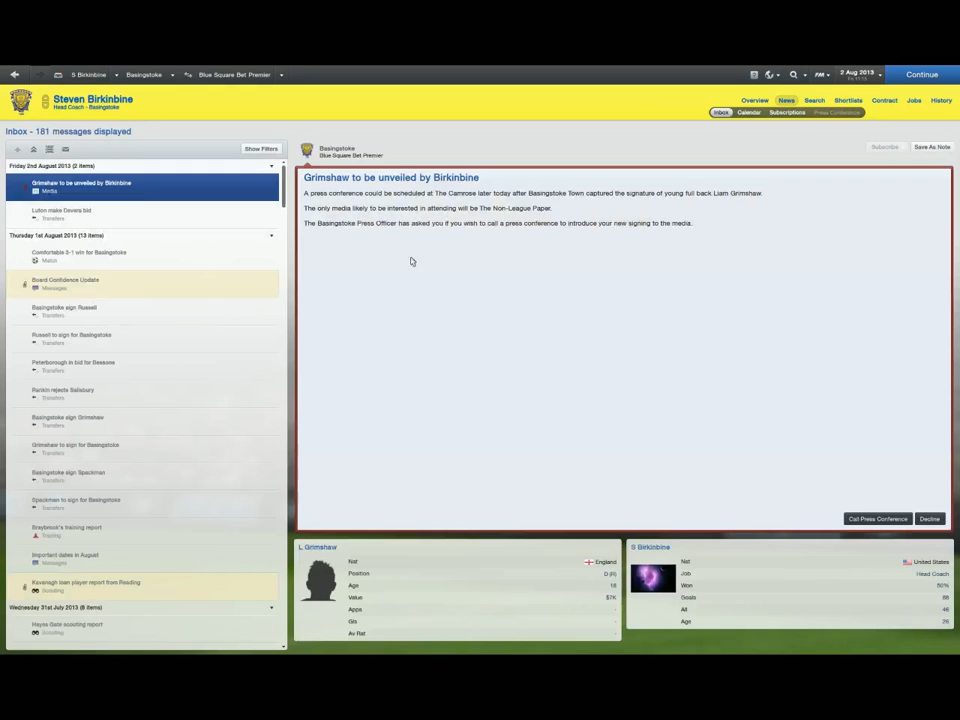 S Birkinbine
Basingstoke
Blue Square Bet Premier
FM
2 Aug 2013
Continue
Steven Birkinbine
Head Coach - Basingstoke
Overview
News
Search
Shortlists
Contract
Jobs
History
Inbox
Calendar
Subscriptions
Press Conference
Inbox - 181 messages displayed
Show Filters
Friday 2nd August 2013 (2 items)
Grimshaw to be unveiled by Birkinbine
Media
Luton make Devera bid
Transfers
Thursday 1st August 2013 (13 items)
Comfortable 3-1 win for Basingstoke
Match
Board Confidence Update
Messages
Basingstoke sign Russell
Transfers
Russell to sign for Basingstoke
Transfers
Peterborough in bid for Bessone
Transfers
Rankin rejects Salisbury
Transfers
Basingstoke sign Grimshaw
Transfers
Grimshaw to sign for Basingstoke
Transfers
Basingstoke sign Spackman
Transfers
Spackman to sign for Basingstoke
Transfers
Braybrook's training report
Training
Important dates in August
Messages
Kavanagh loan player report from Reading
Scouting
Wednesday 31st July 2013 (8 items)
Hayes Gate scouting report
Scouting
Basingstoke
Blue Square Bet Premier
Subscribe
Save As Note
Grimshaw to be unveiled by Birkinbine
A press conference could be scheduled at The Camrose later today after Basingstoke Town captured the signature of young full back Liam Grimshaw.
The only media likely to be interested in attending will be The Non-League Paper.
The Basingstoke Press Officer has asked you if you wish to call a press conference to introduce your new signing to the media.
Call Press Conference
Decline
L Grimshaw
Nat England
Position D (R)
Age 18
Value $7K
Apps -
Gls -
Av Rat -
S Birkinbine
Nat United States
Job Head Coach
Won 50%
Goals 88
All 46
Age 26